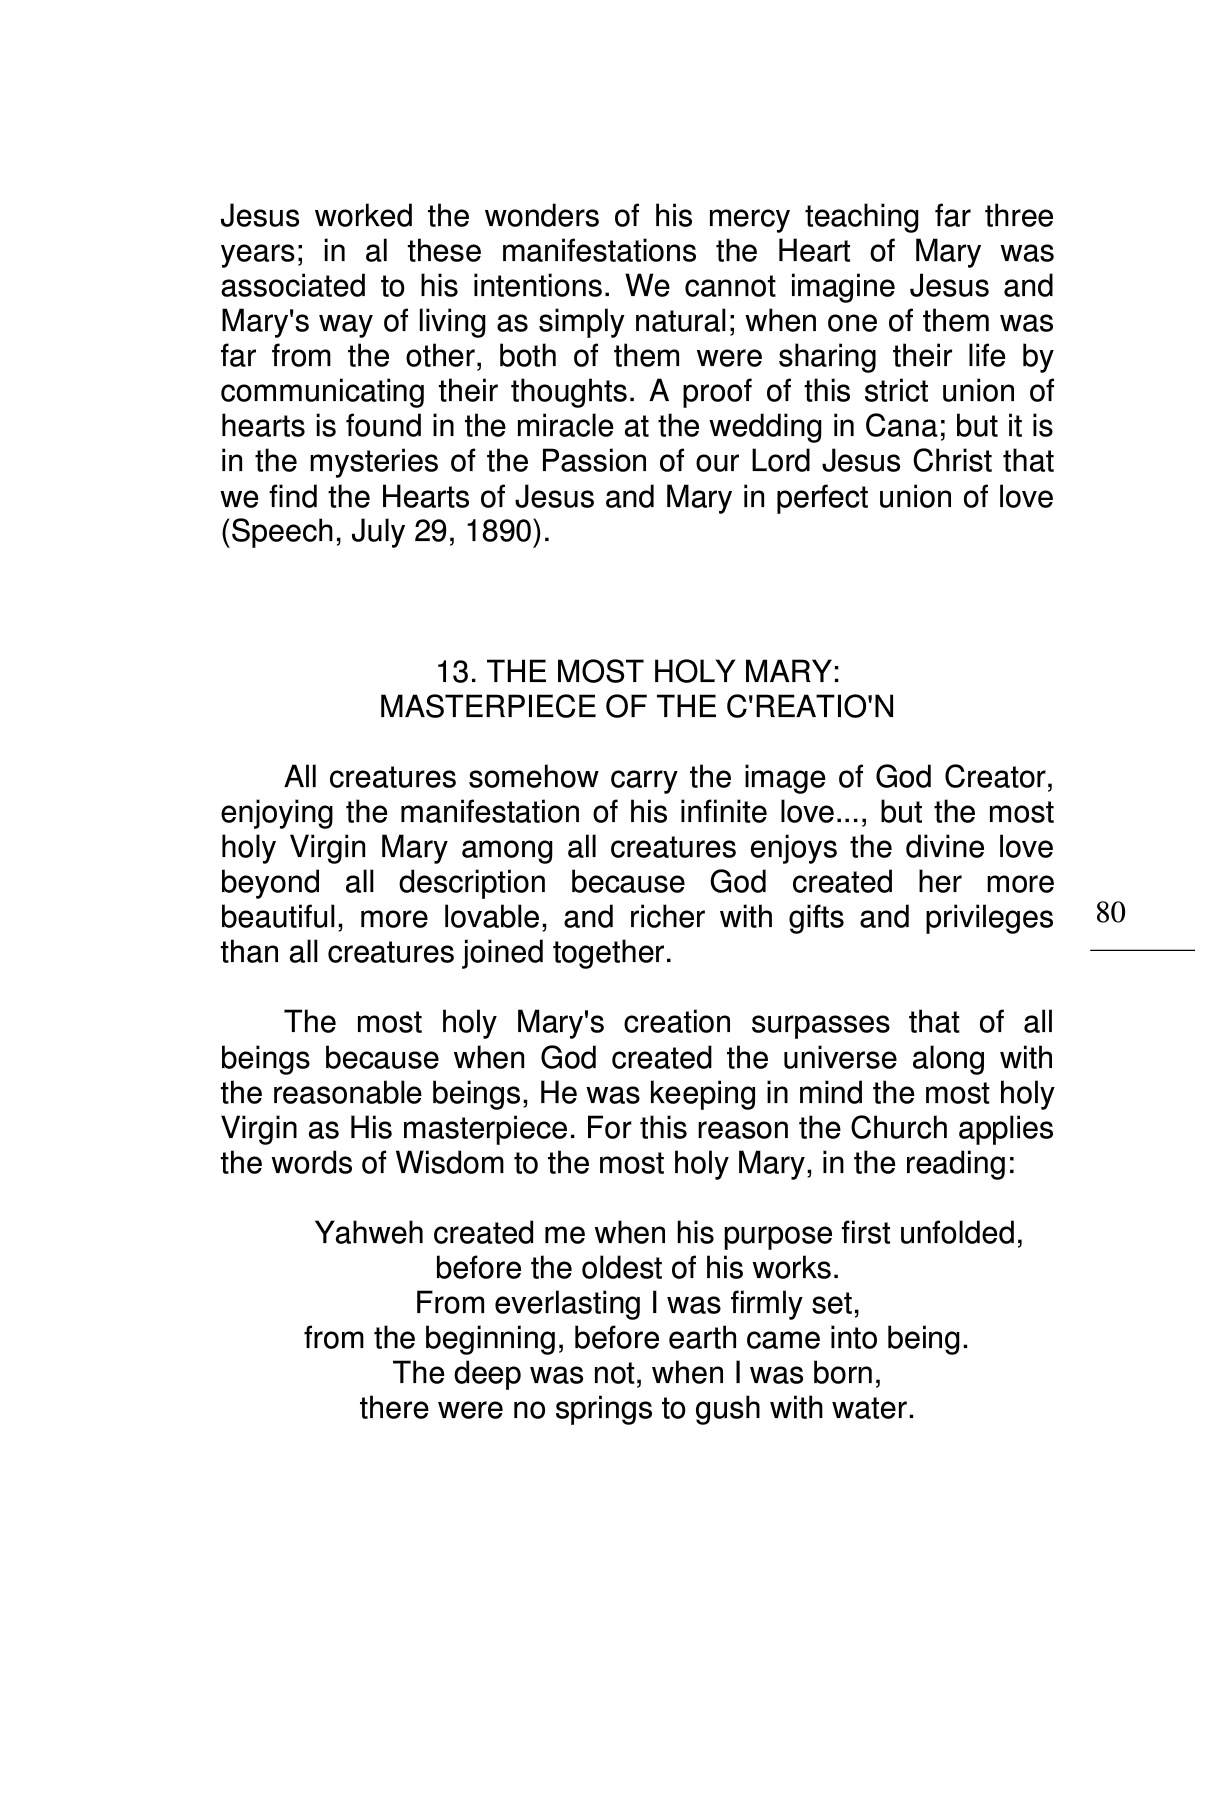 Jesus worked the wonders of his mercy teaching far three
years; in al these manifestations the Heart of Mary was
associated to his intentions. We cannot imagine Jesus and
Mary's way of living as simply natural; when one of them was
far from the other, both of them were sharing their life by
communicating their thoughts. A proof of this strict union of
hearts is found in the miracle at the wedding in Cana; but it is
in the mysteries of the Passion of our Lord Jesus Christ that
we find the Hearts of Jesus and Mary in perfect union of love
(Speech, July 29, 1890).
13. THE MOST HOLY MARY:
MASTERPIECE OF THE C'REATIO'N
All creatures somehow carry the image of God Creator,
enjoying the manifestation of his infinite love..., but the most
holy Virgin Mary among all creatures enjoys the divine love
beyond all description because God created her more
beautiful, more lovable, and richer with gifts and privileges
than all creatures joined together.
80
The most holy Mary's creation surpasses that of all
beings because when God created the universe along with
the reasonable beings, He was keeping in mind the most holy
Virgin as His masterpiece. For this reason the Church applies
the words of Wisdom to the most holy Mary, in the reading:
Yahweh created me when his purpose first unfolded,
before the oldest of his works.
From everlasting I was firmly set,
from the beginning, before earth came into being.
The deep was not, when I was born,
there were no springs to gush with water.